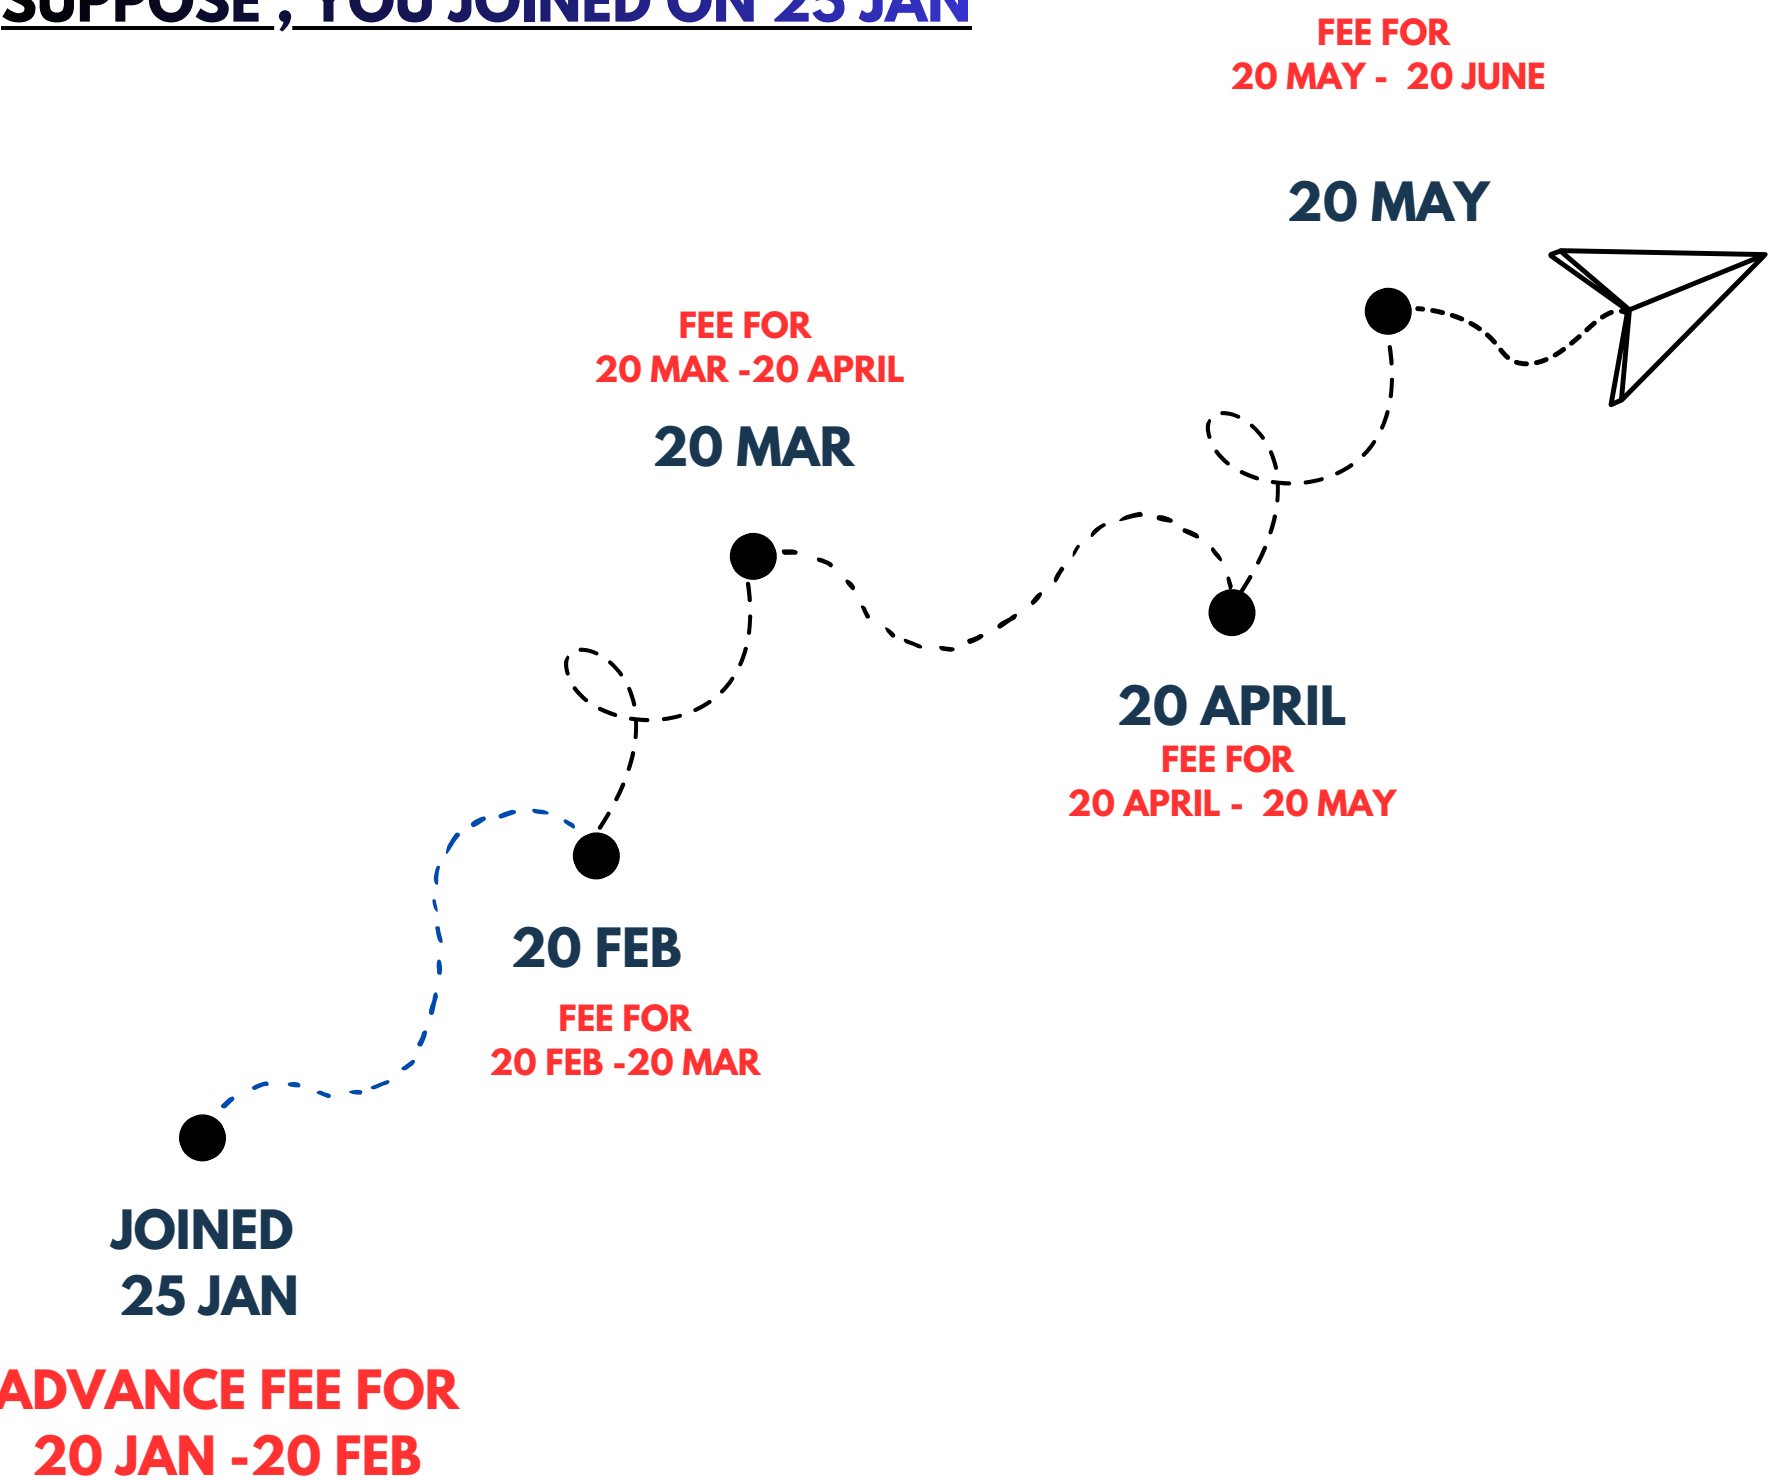 SUPPOSE , YOU JOINED ON 25 JAN
FEE FOR
20 MAY - 20 JUNE
20 MAY
FEE FOR
20 MAR -20 APRIL
20 MAR
20 APRIL
FEE FOR
20 APRIL - 20 MAY
20 FEB
FEE FOR
20 FEB -20 MAR
JOINED
25 JAN
ADVANCE FEE FOR
20 JAN -20 FEB